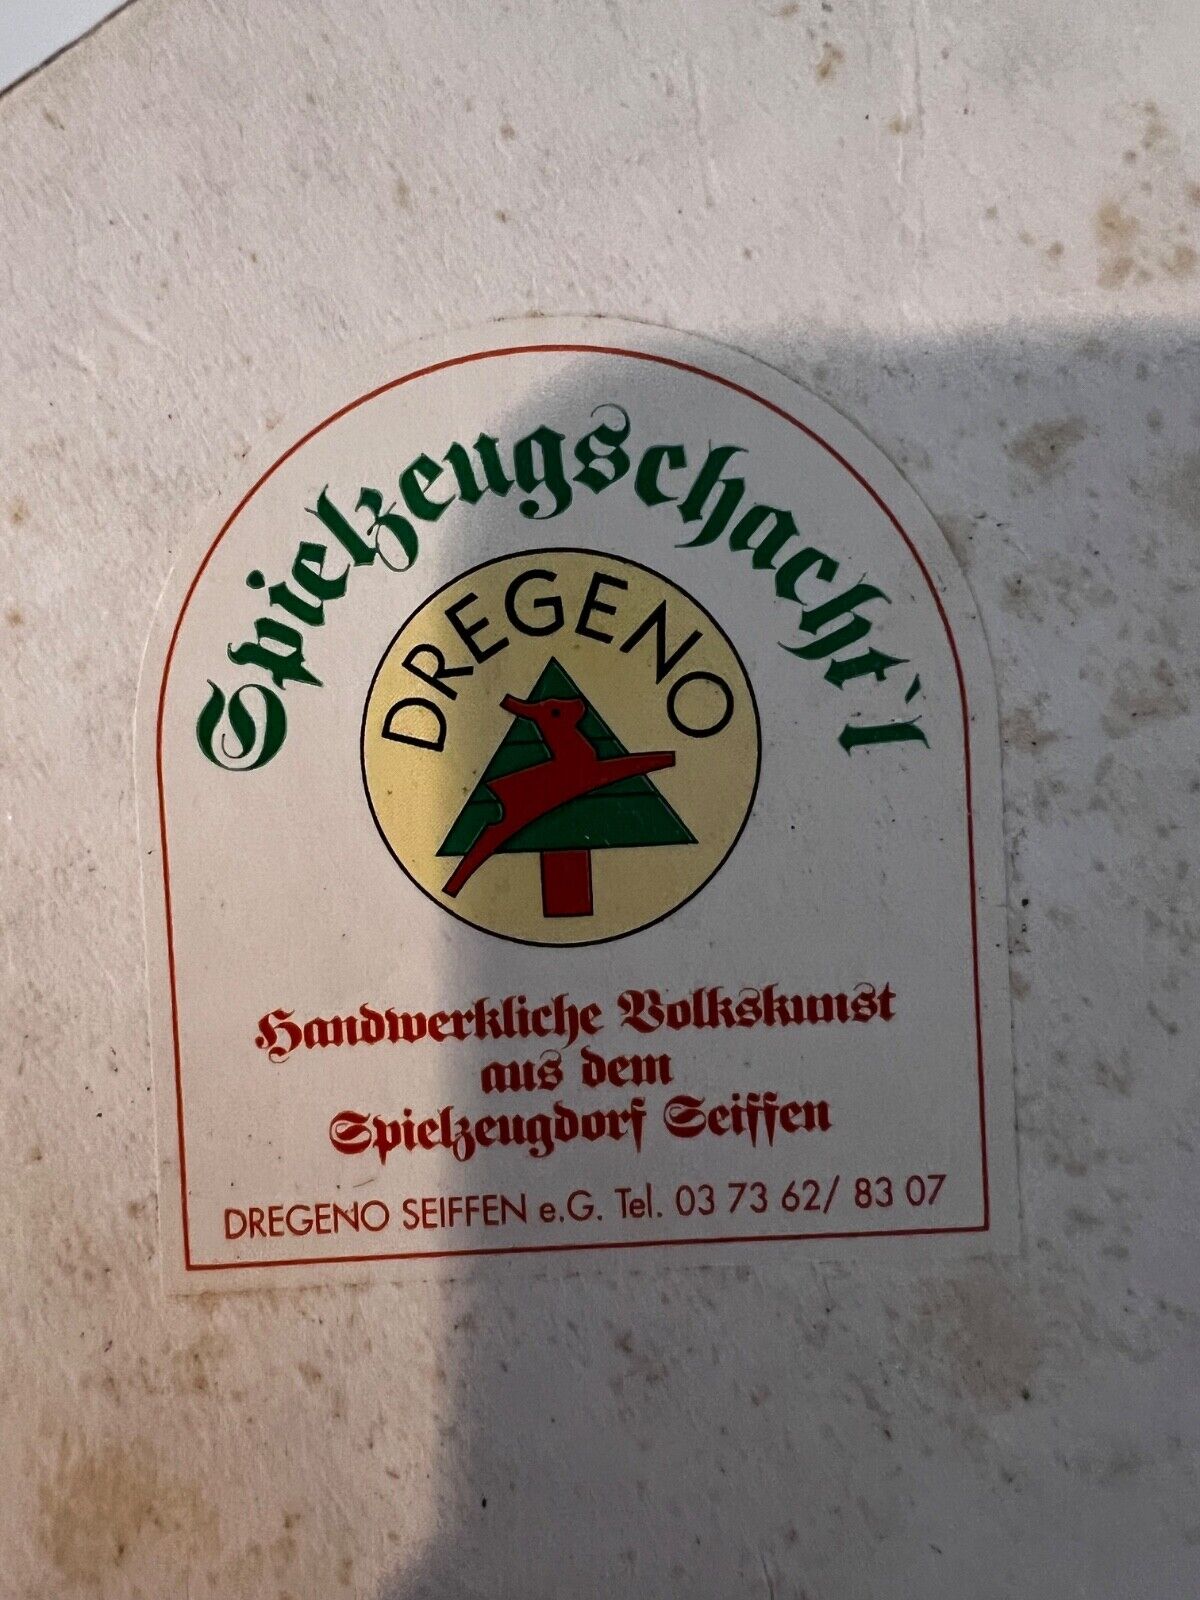 Spielzeugschacht`l
DREGENO
Handwerkliche Volkskunst
aus dem
Spielzeugdorf Seiffen
DREGENO SEIFFEN e.G. Tel. 03 73 62/ 83 07